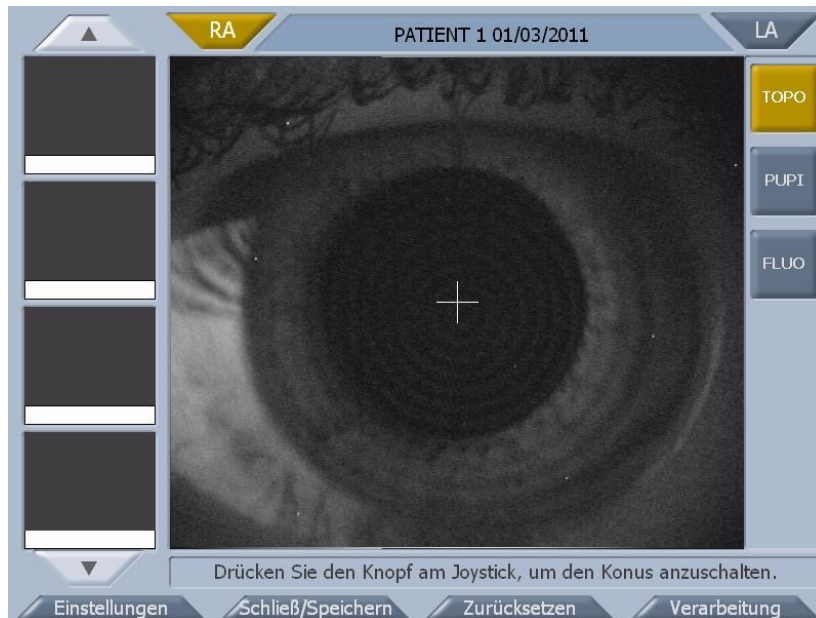 RA
PATIENT 1 01/03/2011
LA
TOPO
PUPI
FLUO
Drücken Sie den Knopf am Joystick, um den Konus anzuschalten.
Einstellungen
Schließ/Speichern
Zurücksetzen
Verarbeitung